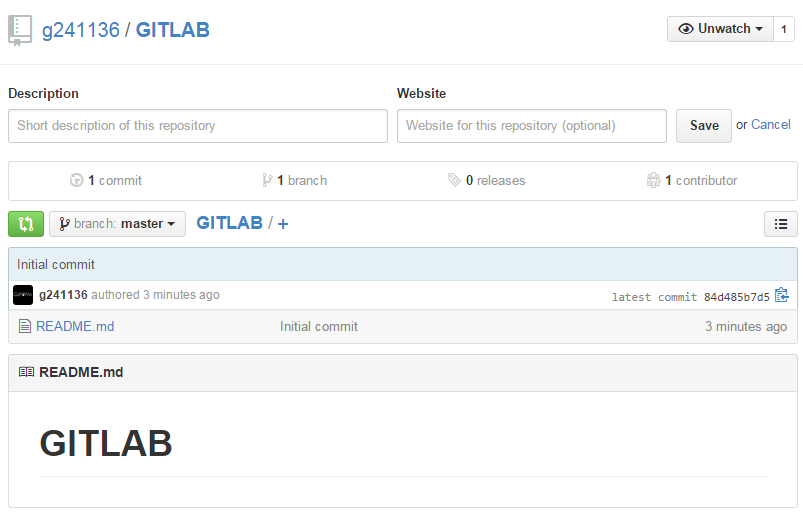 g241136 / GITLAB
Unwatch 1
Description
Website
Short description of this repository
Website for this repository (optional)
Save or Cancel
1 commit
1 branch
0 releases
1 contributor
branch: master
GITLAB / +
Initial commit
g241136 authored 3 minutes ago
latest commit 84d485b7d5
README.md Initial commit 3 minutes ago
README.md
GITLAB